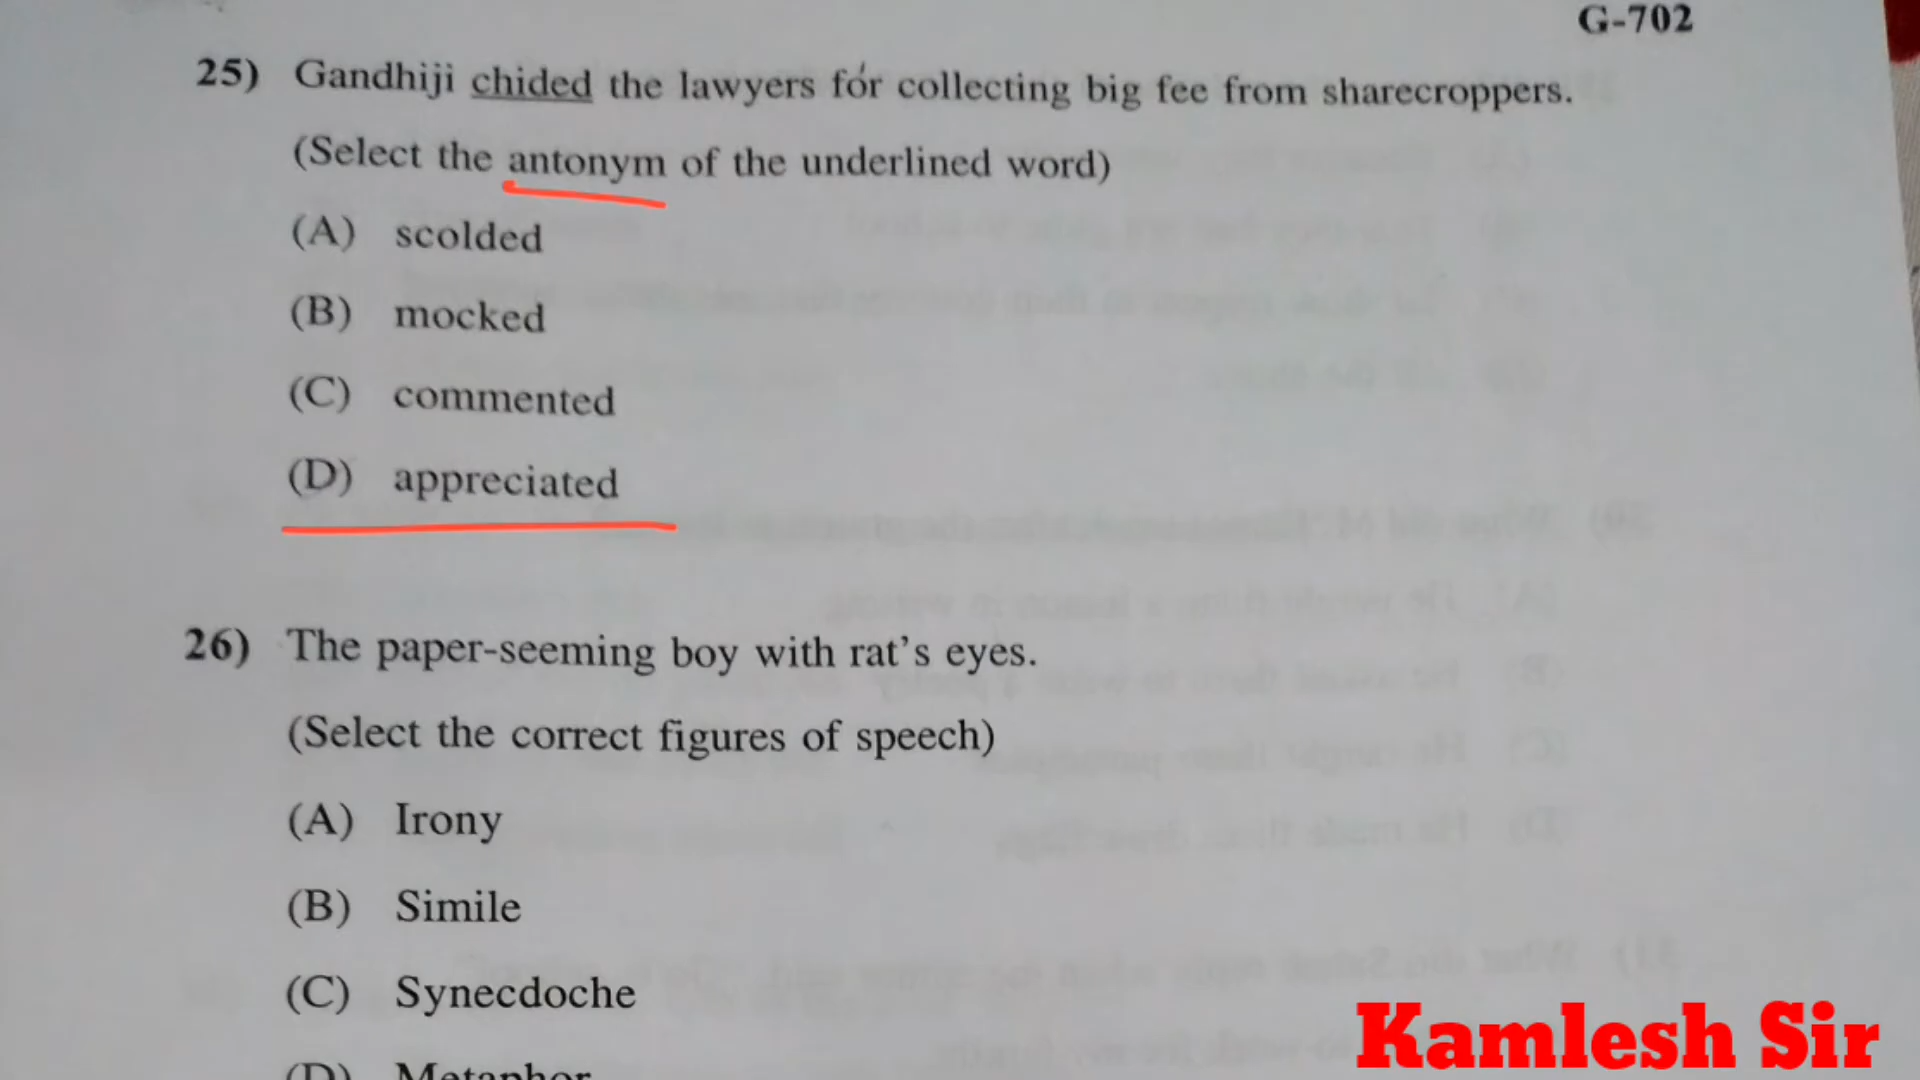 G-702
25) Gandhiji chided the lawyers for collecting big fee from sharecroppers.
(Select the antonym of the underlined word)
(A) scolded
(B) mocked
(C) commented
(D) appreciated
26) The paper-seeming boy with rat's eyes.
(Select the correct figures of speech)
(A) Irony
(B) Simile
(C) Synecdoche
(D) Metaphor
Kamlesh Sir